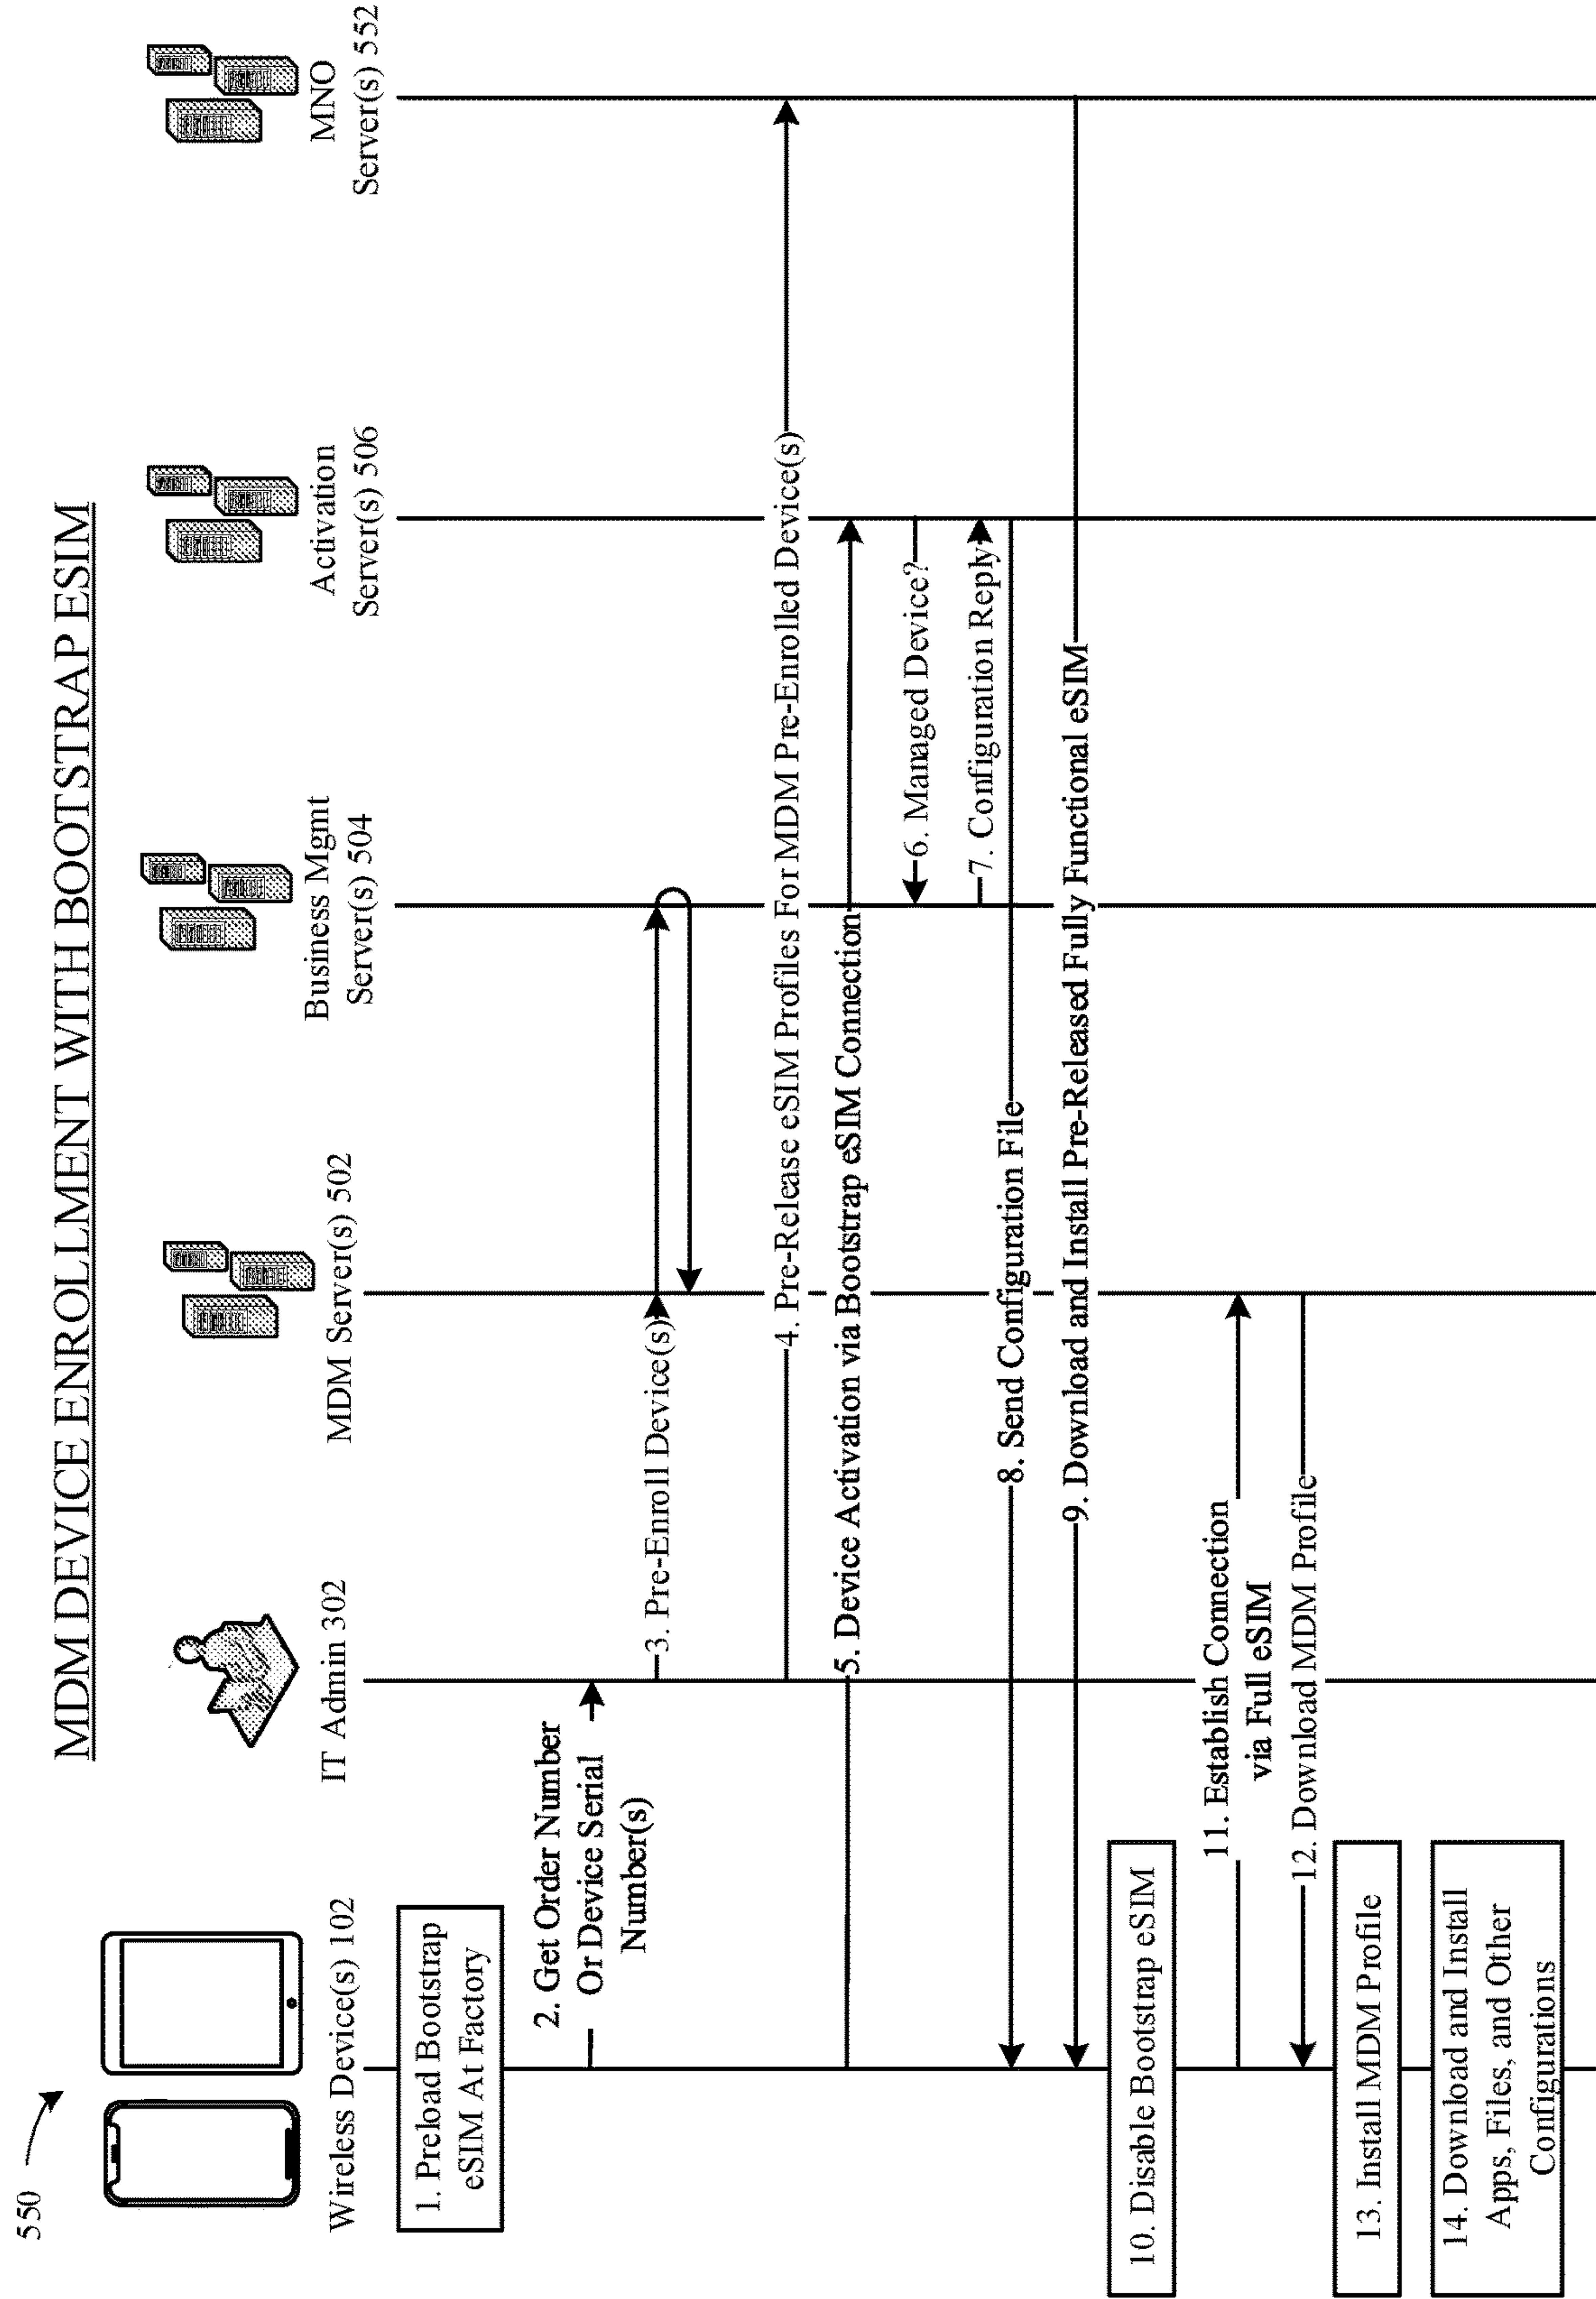 550
MDM DEVICE ENROLLMENT WITH BOOTSTRAP ESIM
Wireless Device(s) 102
IT Admin 302
MDM Server(s) 502
Business Mgmt
Server(s) 504
Activation
Server(s) 506
MNO
Server(s) 552
1. Preload Bootstrap
eSIM At Factory
2. Get Order Number
Or Device Serial
Number(s)
3. Pre-Enroll Device(s)
4. Pre-Release eSIM Profiles For MDM Pre-Enrolled Device(s)
5. Device Activation via Bootstrap eSIM Connection
6. Managed Device?
7. Configuration Reply
8. Send Configuration File
9. Download and Install Pre-Released Fully Functional eSIM
10. Disable Bootstrap eSIM
11. Establish Connection
via Full eSIM
12. Download MDM Profile
13. Install MDM Profile
14. Download and Install
Apps, Files, and Other
Configurations